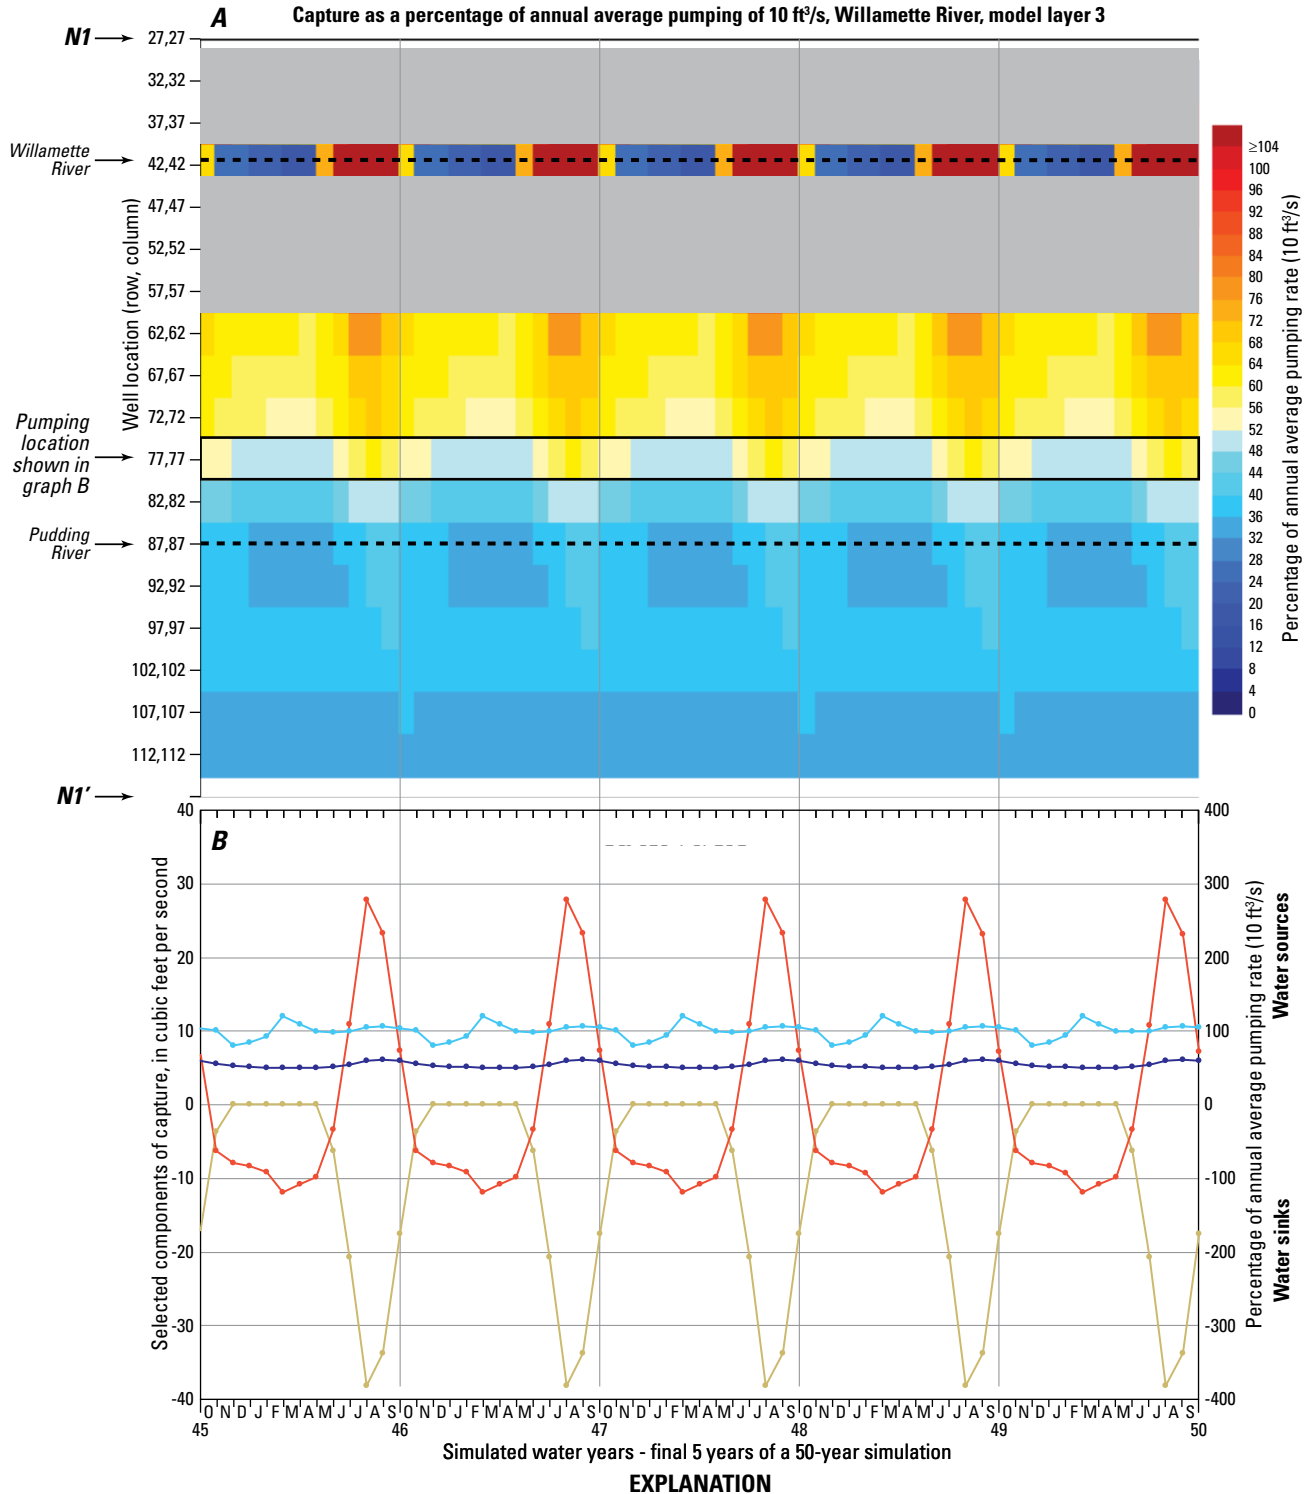 A
Capture as a percentage of annual average pumping of 10 ft³/s, Willamette River, model layer 3
N1
27,27
32,32
37,37
Willamette
River
42,42
47,47
52,52
57,57
62,62
67,67
72,72
Pumping
location
shown in
graph B
77,77
82,82
Pudding
River
87,87
92,92
97,97
102,102
107,107
112,112
N1'
Well location (row, column)
≥104
100
96
92
88
84
80
76
72
68
64
60
56
52
48
44
40
36
32
28
24
20
16
12
8
4
0
Percentage of annual average pumping rate (10 ft³/s)
B
40
30
20
10
0
-10
-20
-30
-40
Selected components of capture, in cubic feet per second
400
300
200
100
0
-100
-200
-300
-400
Percentage of annual average pumping rate (10 ft³/s)
Water sources
Water sinks
O N D J F M A M J J A S O N D J F M A M J J A S O N D J F M A M J J A S O N D J F M A M J J A S O N D J F M A M J J A S
45 46 47 48 49 50
Simulated water years - final 5 years of a 50-year simulation
EXPLANATION